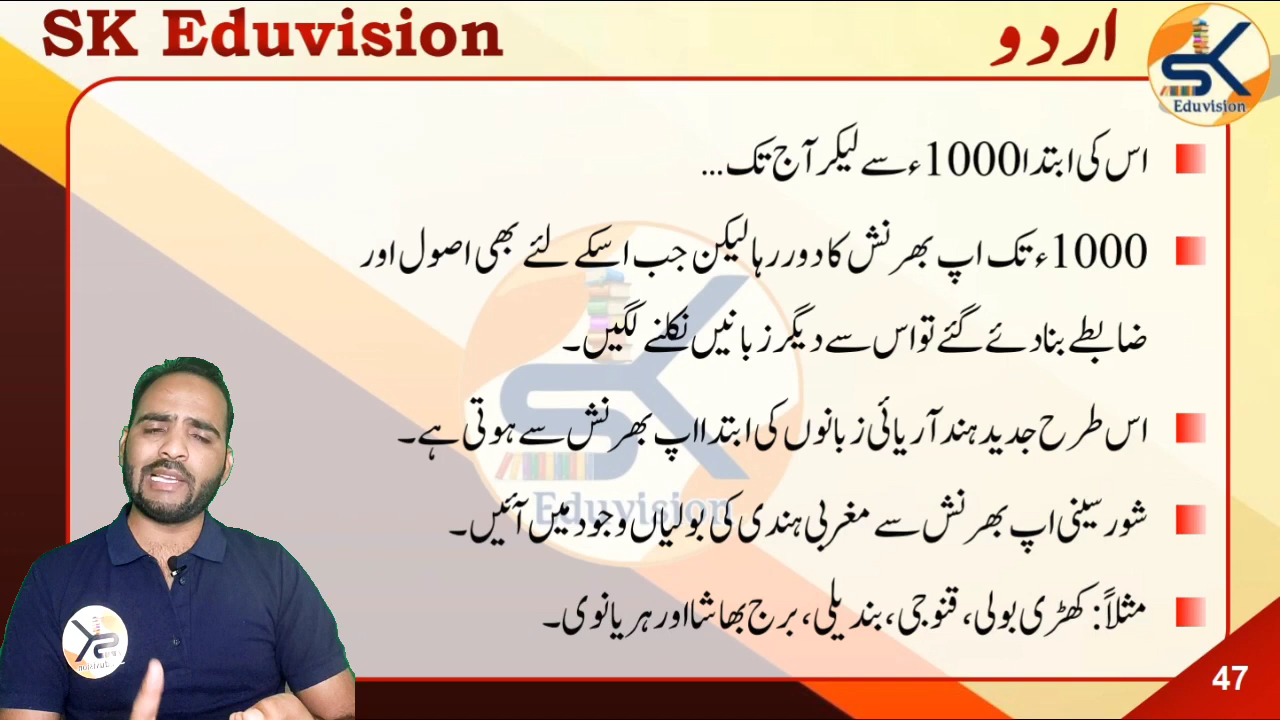 SK Eduvision
اردو
SK
Eduvision
اس کی ابتدا 1000ء سے لیکر آج تک...
1000ء تک اپ بھرنش کا دور رہا لیکن جب اسکے لئے بھی اصول اور
ضابطے بنادئے گئے تو اس سے دیگر زبانیں نکلنے لگیں۔
اس طرح جدید ہند آریائی زبانوں کی ابتدا اپ بھرنش سے ہوتی ہے۔
شورسینی اپ بھرنش سے مغربی ہندی کی بولیاں وجود میں آئیں۔
مثلاً: کھڑی بولی، قنوجی، بندیلی، برج بھاشا اور ہریانوی۔
SK
Eduvision
47